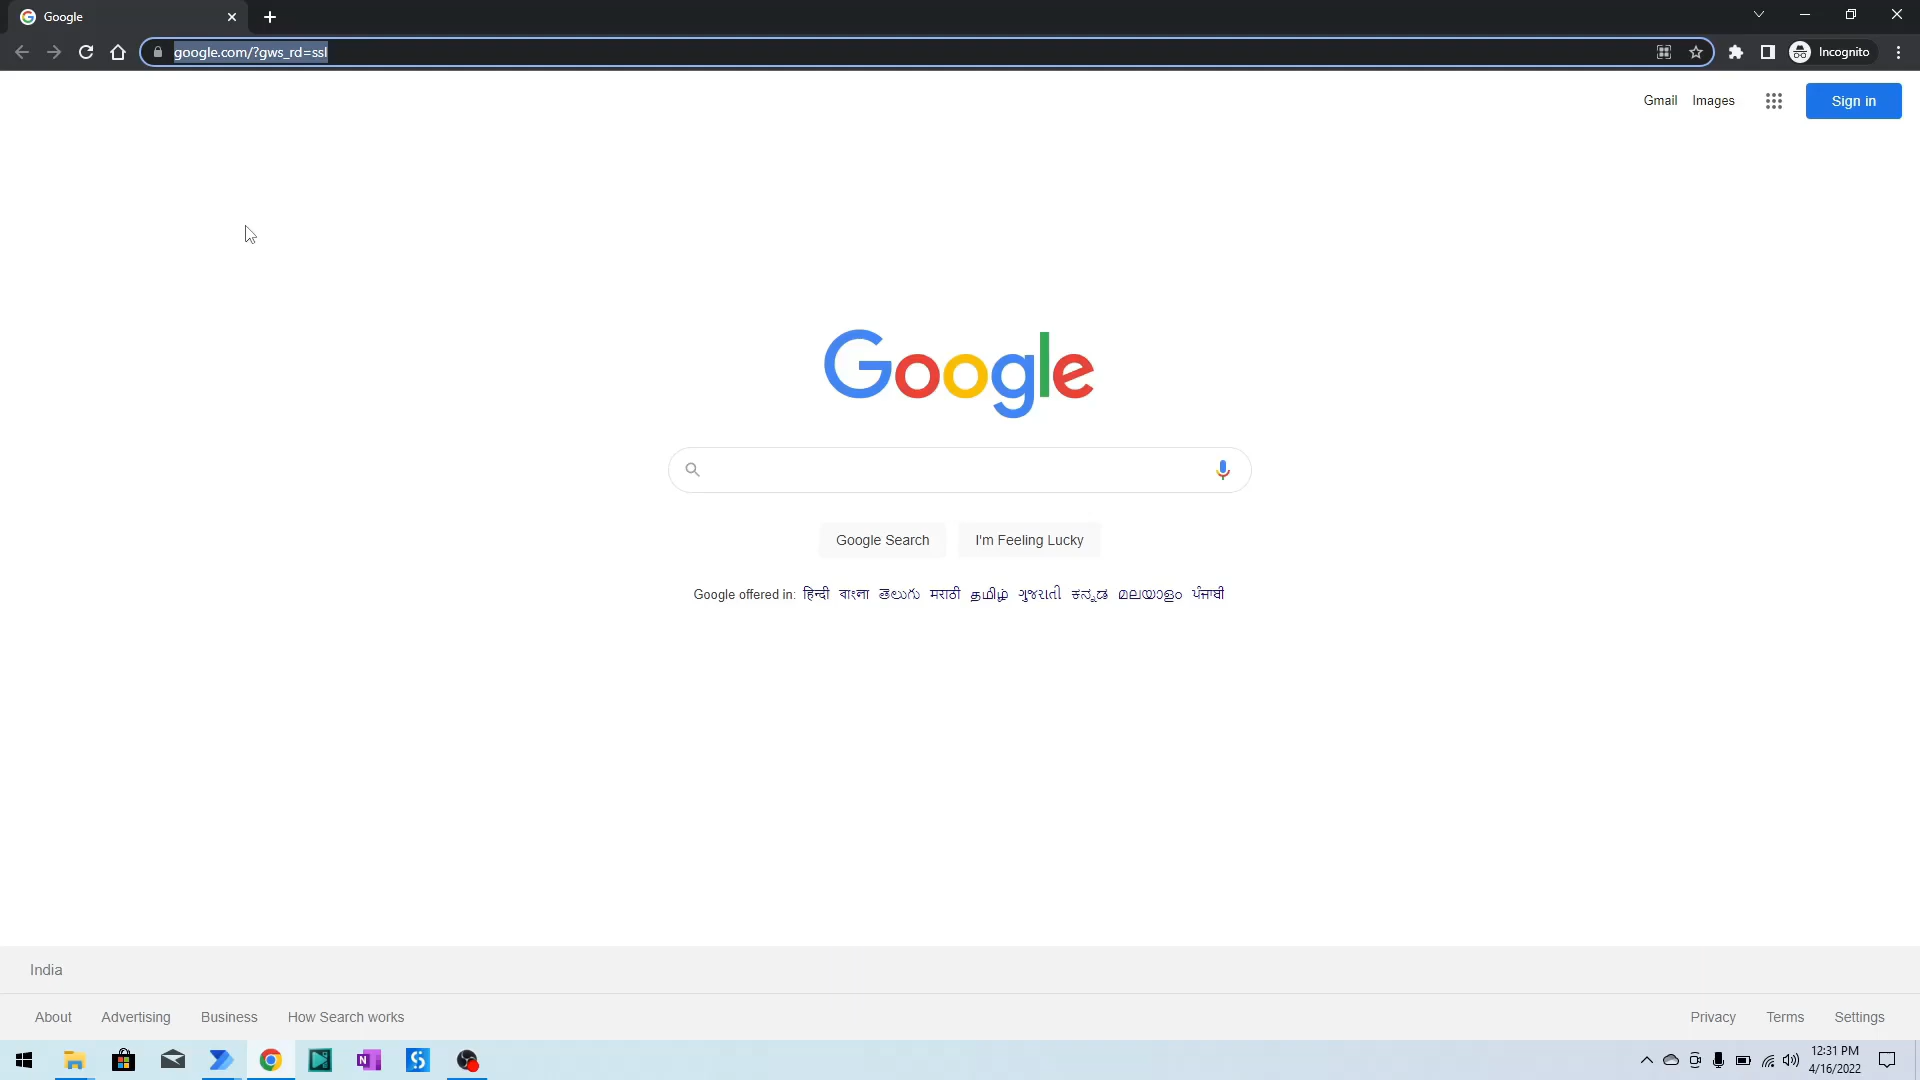 Google
google.com/?gws_rd=ssl
Incognito
Gmail Images Sign in
Google
Google Search I'm Feeling Lucky
Google offered in: हिन्दी বাংলা తెలుగు मराठी தமிழ் ગુજરાતી ಕನ್ನಡ മലയാളം ਪੰਜਾਬੀ
India
About Advertising Business How Search works Privacy Terms Settings
12:31 PM
4/16/2022